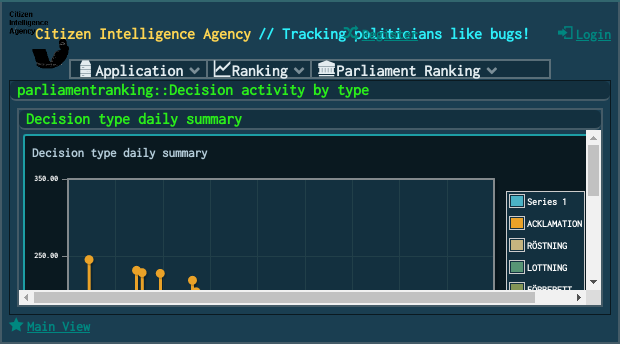 Citizen
Intelligence
Agency
Citizen Intelligence Agency // Tracking politicians like bugs!
Register
Login
Application
Ranking
Parliament Ranking
parliamentranking::Decision activity by type
Decision type daily summary
Decision type daily summary
350.00
250.00
Series 1
ACKLAMATION
RÖSTNING
LOTTNING
FÖRBEREIT
Main View